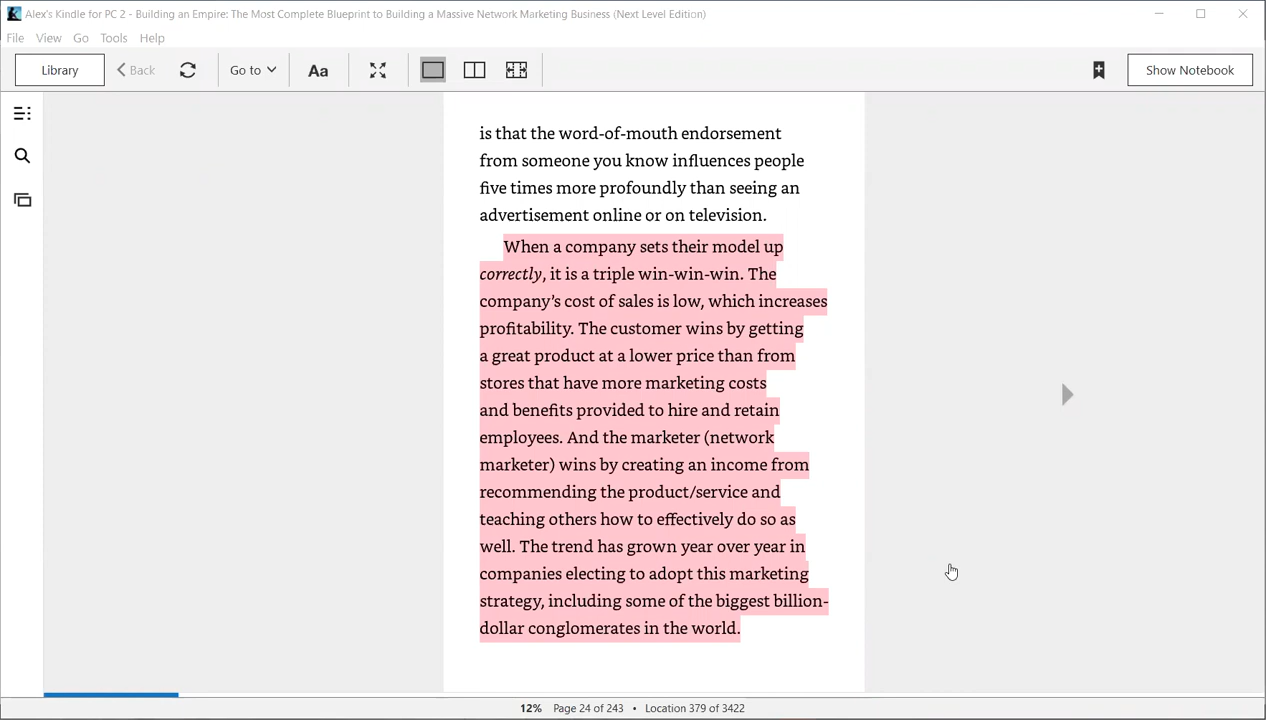 Alex's Kindle for PC 2 - Building an Empire: The Most Complete Blueprint to Building a Massive Network Marketing Business (Next Level Edition)
File View Go Tools Help
Library Back Go to Aa Show Notebook
is that the word-of-mouth endorsement
from someone you know influences people
five times more profoundly than seeing an
advertisement online or on television.
When a company sets their model up
correctly, it is a triple win-win-win. The
company's cost of sales is low, which increases
profitability. The customer wins by getting
a great product at a lower price than from
stores that have more marketing costs
and benefits provided to hire and retain
employees. And the marketer (network
marketer) wins by creating an income from
recommending the product/service and
teaching others how to effectively do so as
well. The trend has grown year over year in
companies electing to adopt this marketing
strategy, including some of the biggest billion-
dollar conglomerates in the world.
12% Page 24 of 243 • Location 379 of 3422